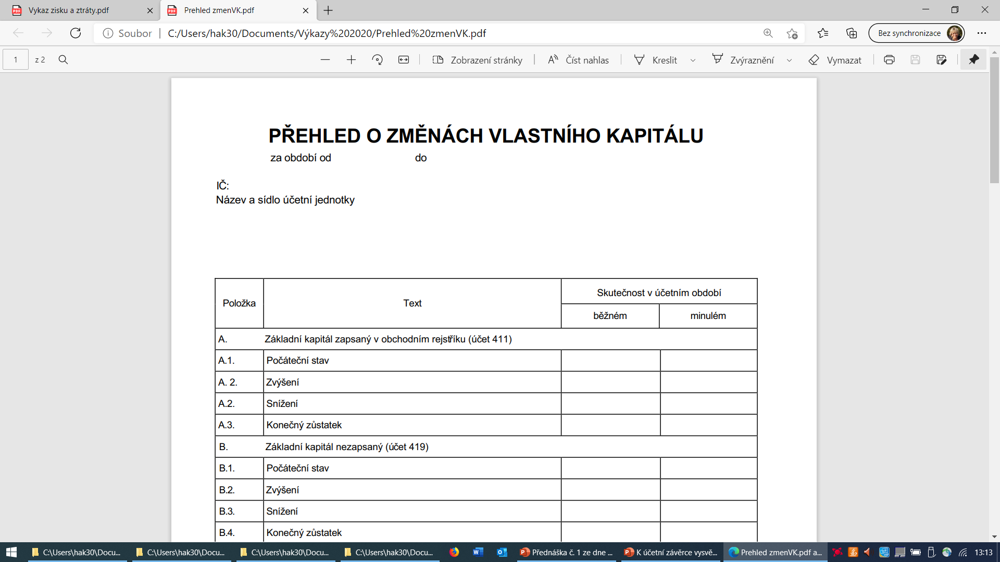 Vykaz zisku a ztráty.pdf
Prehled zmenVK.pdf
Soubor
C:/Users/hak30/Documents/Výkazy%202020/Prehled%20zmenVK.pdf
Bez synchronizace
1 z 2
Zobrazení stránky
Číst nahlas
Kreslit
Zvýraznění
Vymazat
PŘEHLED O ZMĚNÁCH VLASTNÍHO KAPITÁLU
za období od do
IČ:
Název a sídlo účetní jednotky
Položka Text Skutečnost v účetním období
běžném minulém
A. Základní kapitál zapsaný v obchodním rejstříku (účet 411)
A.1. Počáteční stav
A. 2. Zvýšení
A.2. Snížení
A.3. Konečný zůstatek
B. Základní kapitál nezapsaný (účet 419)
B.1. Počáteční stav
B.2. Zvýšení
B.3. Snížení
B.4. Konečný zůstatek
C:\Users\hak30\Docu...
C:\Users\hak30\Docu...
C:\Users\hak30\Docu...
C:\Users\hak30\Docu...
Přednáška č. 1 ze dne ...
K účetní závěrce vysvě...
Prehled zmenVK.pdf a...
13:13